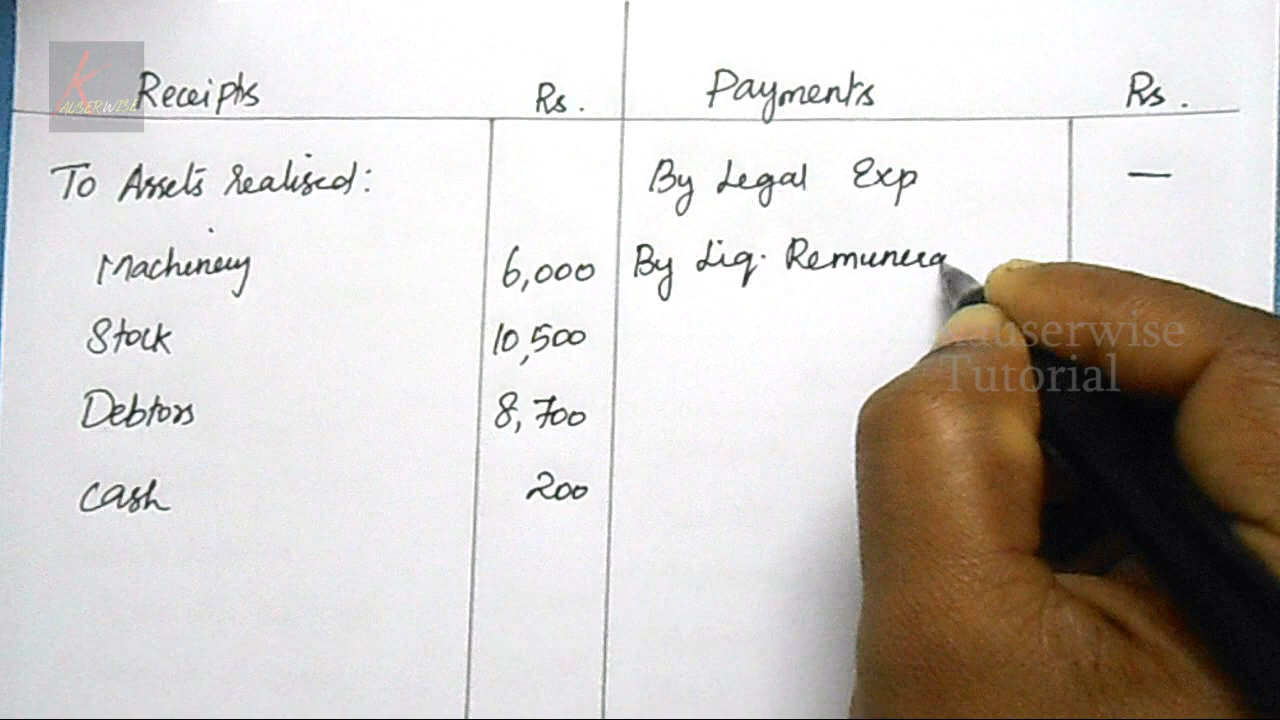 Receipts Rs. Payments Rs.
KAUSERWISE
To Assets realised: By Legal Exp —
Machinery 6,000 By Liq. Remunera
Stock 10,500
Kauserwise
Tutorial
Debtors 8,700
Cash 200